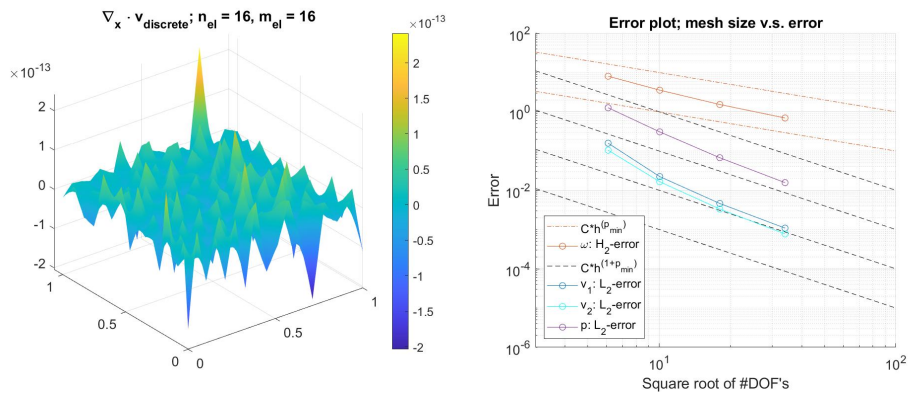 ∇x · vdiscrete; nel = 16, mel = 16
×10-13
2
1
0
-1
-2
1
0.5
0
0
0.5
1
×10-13
2
1.5
1
0.5
0
-0.5
-1
-1.5
-2
Error plot; mesh size v.s. error
Error
102
100
10-2
10-4
10-6
101
102
Square root of #DOF's
C*h(pmin)
ω: H2-error
C*h(1+pmin)
v1: L2-error
v2: L2-error
p: L2-error